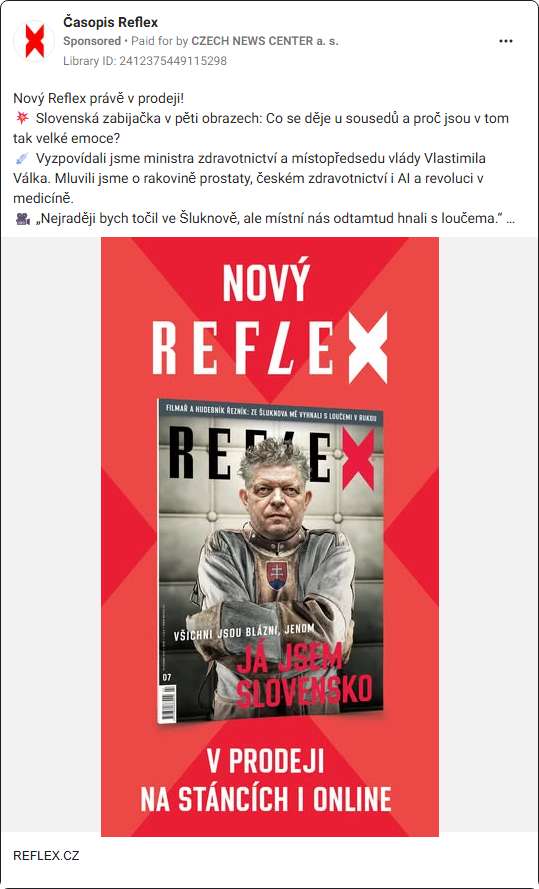 Časopis Reflex
Sponsored • Paid for by CZECH NEWS CENTER a. s.
Library ID: 2412375449115298
Nový Reflex právě v prodeji!
💥 Slovenská zabijačka v pěti obrazech: Co se děje u sousedů a proč jsou v tom
tak velké emoce?
💉 Vyzpovídali jsme ministra zdravotnictví a místopředsedu vlády Vlastimila
Válka. Mluvili jsme o rakovině prostaty, českém zdravotnictví i AI a revoluci v
medicíně.
🎥 „Nejraději bych točil ve Šluknově, ale místní nás odtamtud hnali s loučema.“ ...
NOVÝ
REFLEX
FILMAŘ A HUDEBNÍK ŘEZNÍK: ZE ŠLUKNOVA MĚ VYHNALI S LOUČEMI V RUKOU
REFLEX
VŠICHNI JSOU BLÁZNI, JENOM
JÁ JSEM
SLOVENSKO
07
V PRODEJI
NA STÁNCÍCH I ONLINE
REFLEX.CZ